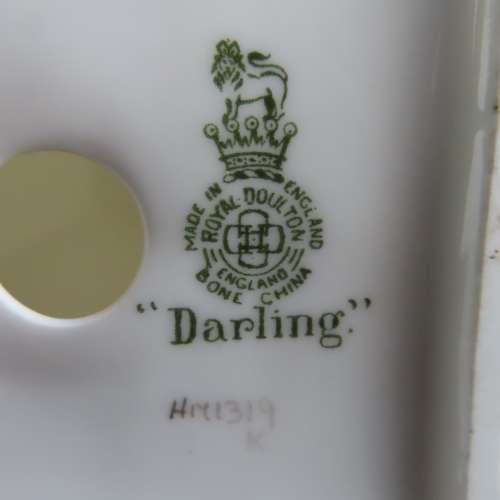 MADE IN ENGLAND
ROYAL DOULTON
ENGLAND
BONE CHINA
"Darling."
HN1319
K